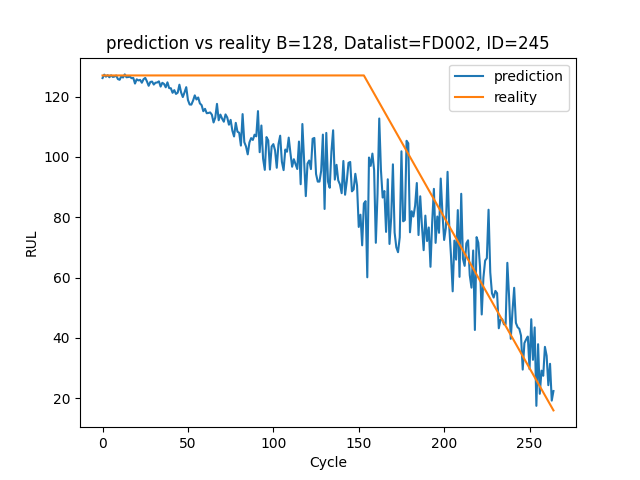 prediction vs reality B=128, Datalist=FD002, ID=245
prediction
reality
RUL
120
100
80
60
40
20
0 50 100 150 200 250
Cycle